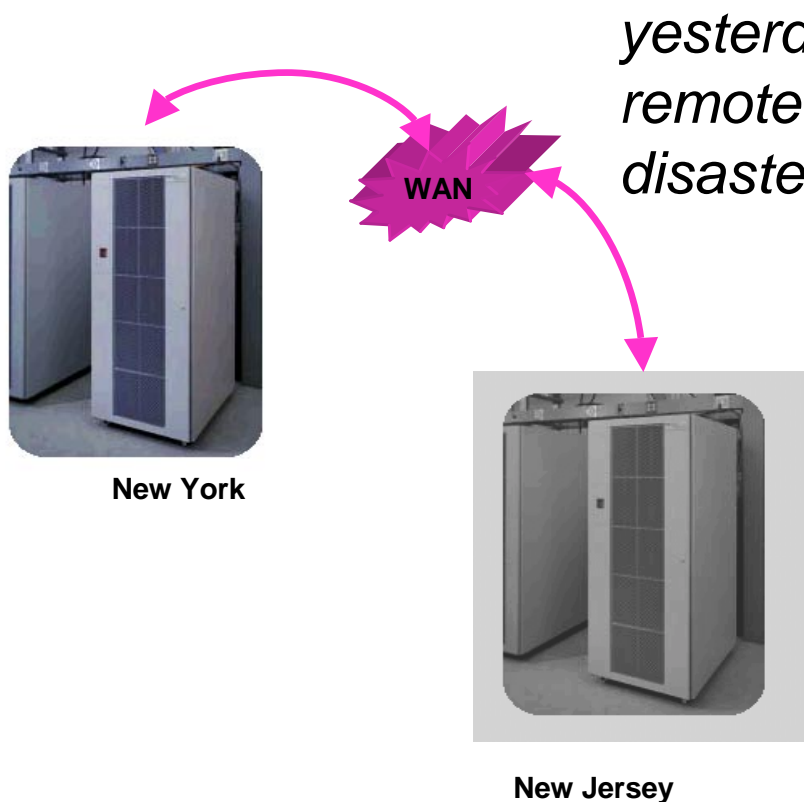 yesterd
remote
disaste
WAN
New York
New Jersey